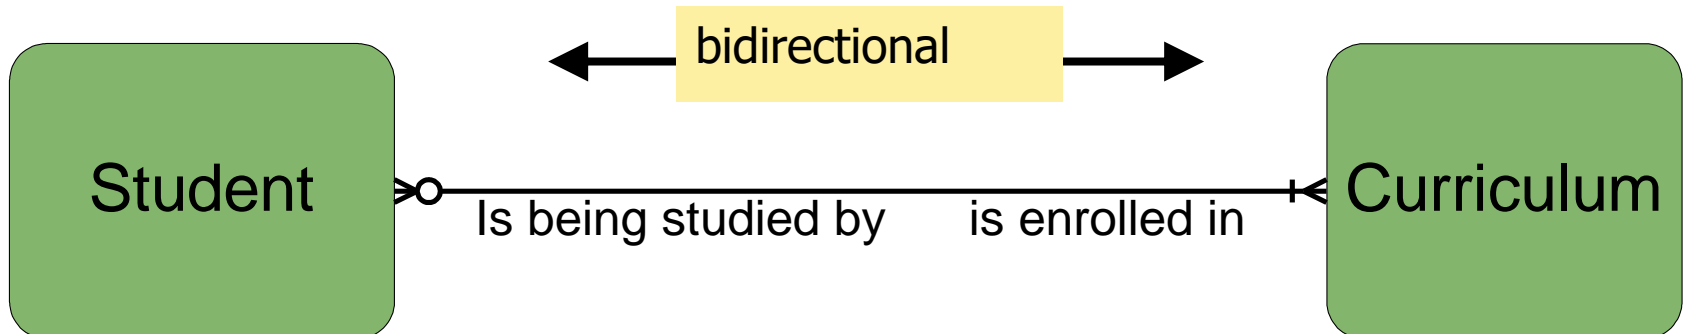 bidirectional
Student
Curriculum
Is being studied by
is enrolled in